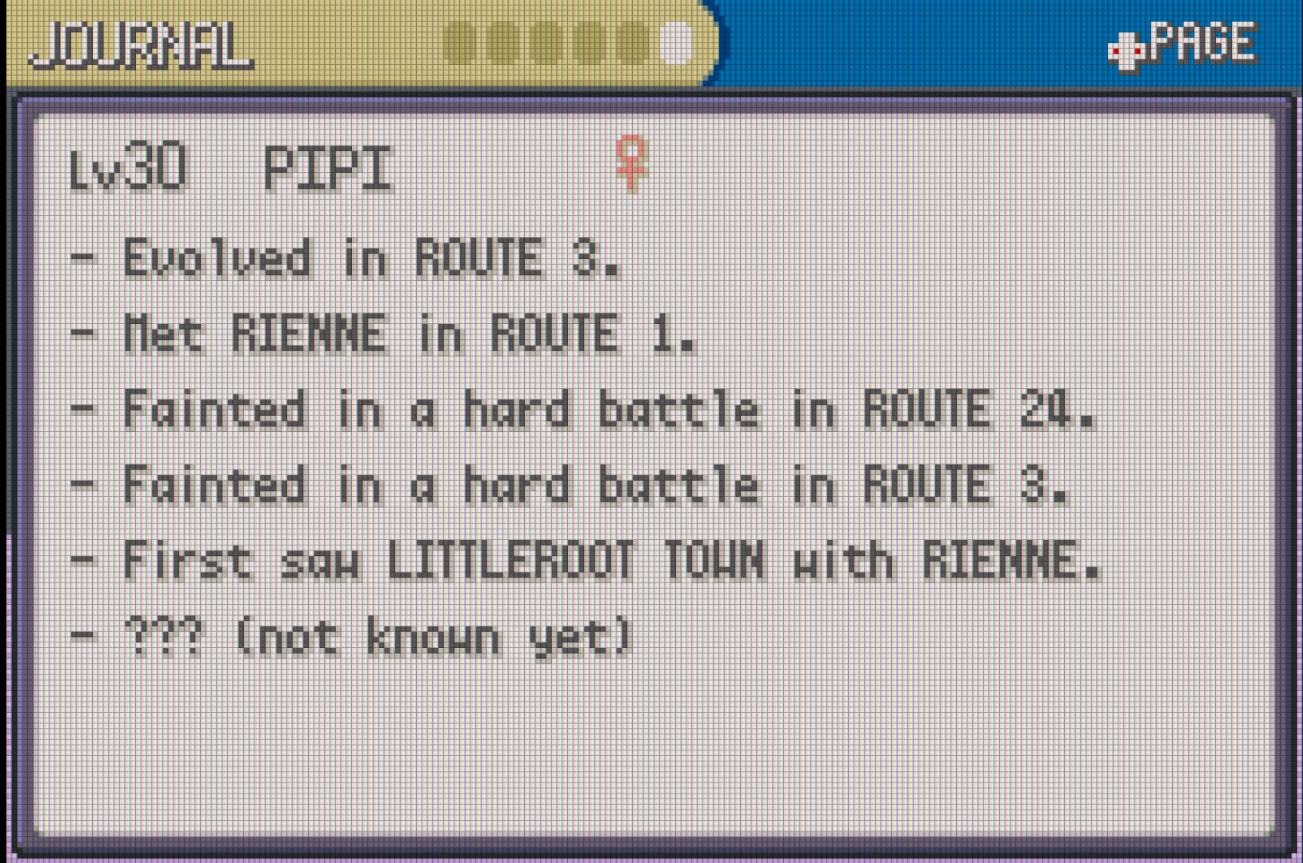 JOURNAL
PAGE
Lv30 PIPI ♀
- Evolved in ROUTE 3.
- Met RIENNE in ROUTE 1.
- Fainted in a hard battle in ROUTE 24.
- Fainted in a hard battle in ROUTE 3.
- First saw LITTLEROOT TOWN with RIENNE.
- ??? (not known yet)